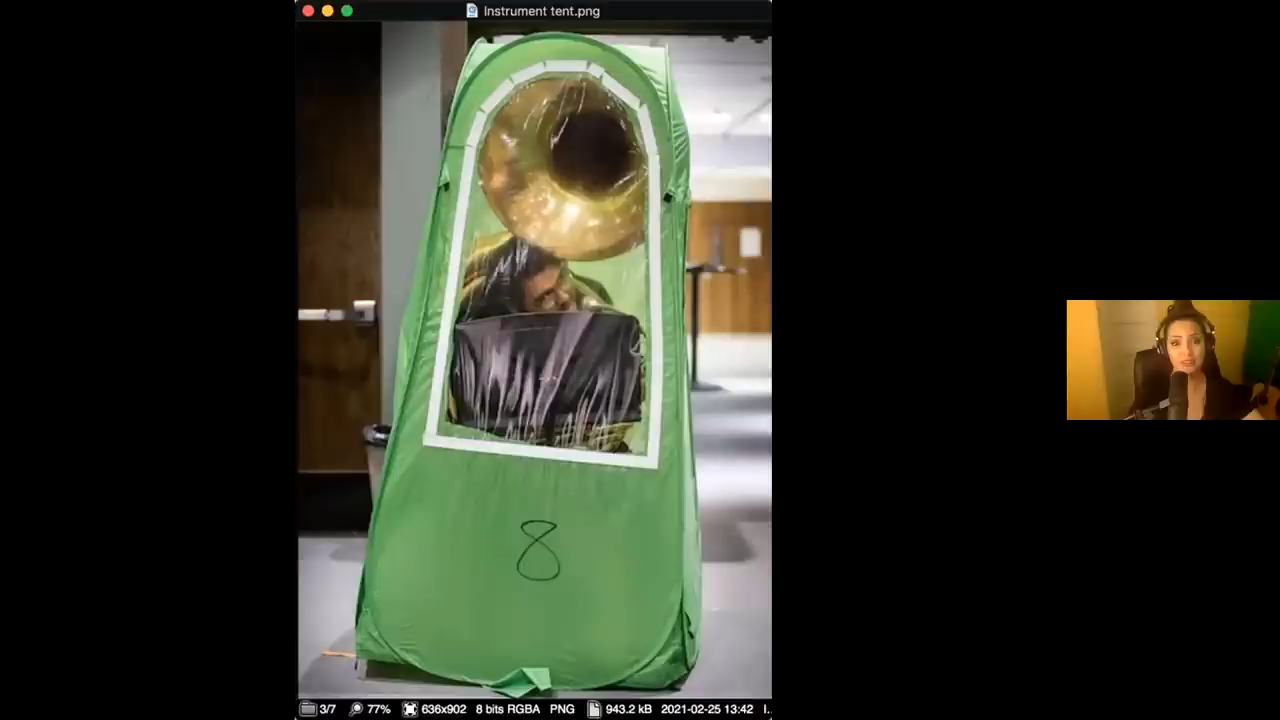 Instrument tent.png
8
3/7 77% 636x902 8 bits RGBA PNG 943.2 kB 2021-02-25 13:42 I..